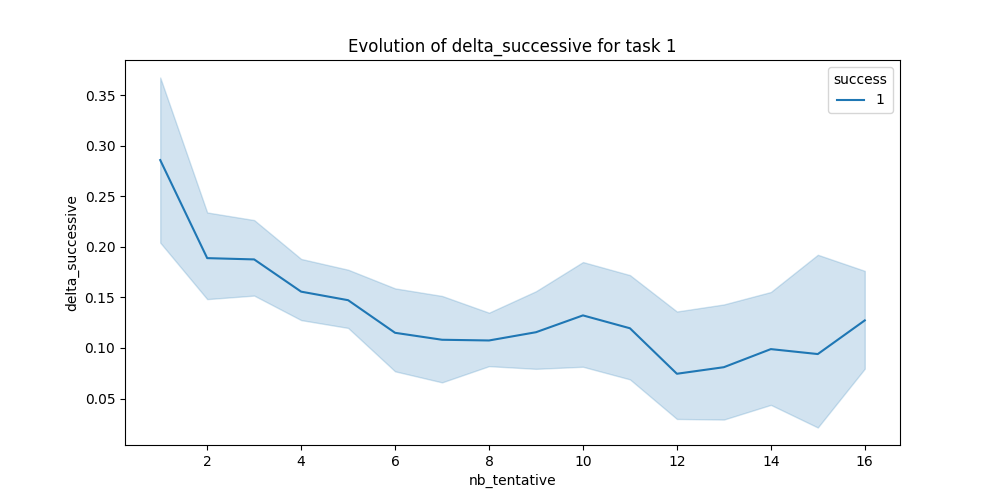 Evolution of delta_successive for task 1
success
1
0.35
0.30
0.25
0.20
0.15
0.10
0.05
delta_successive
2 4 6 8 10 12 14 16
nb_tentative